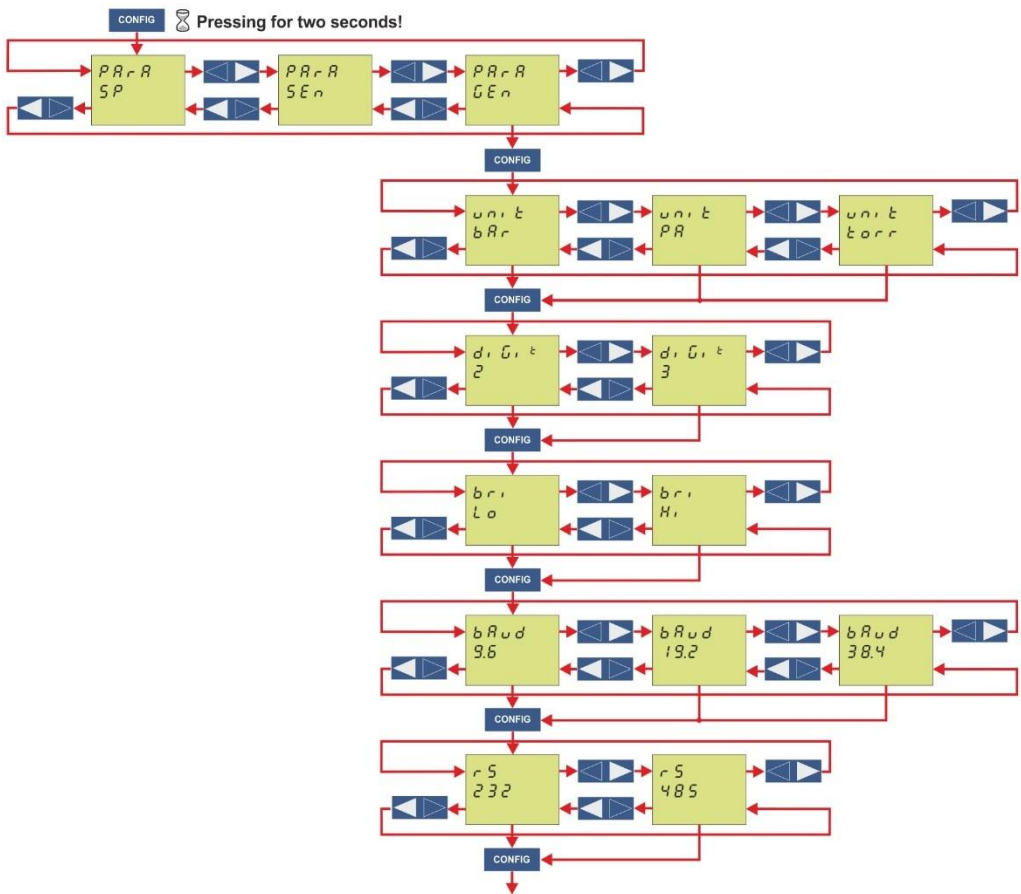 CONFIG Pressing for two seconds!
PArA PArA PArA
SP SEn GEn
CONFIG
unit unit unit
bAr PA torr
CONFIG
diGit diGit
2 3
CONFIG
bri bri
Lo Hi
CONFIG
bAud bAud bAud
9.6 19.2 38.4
CONFIG
rS rS
232 485
CONFIG